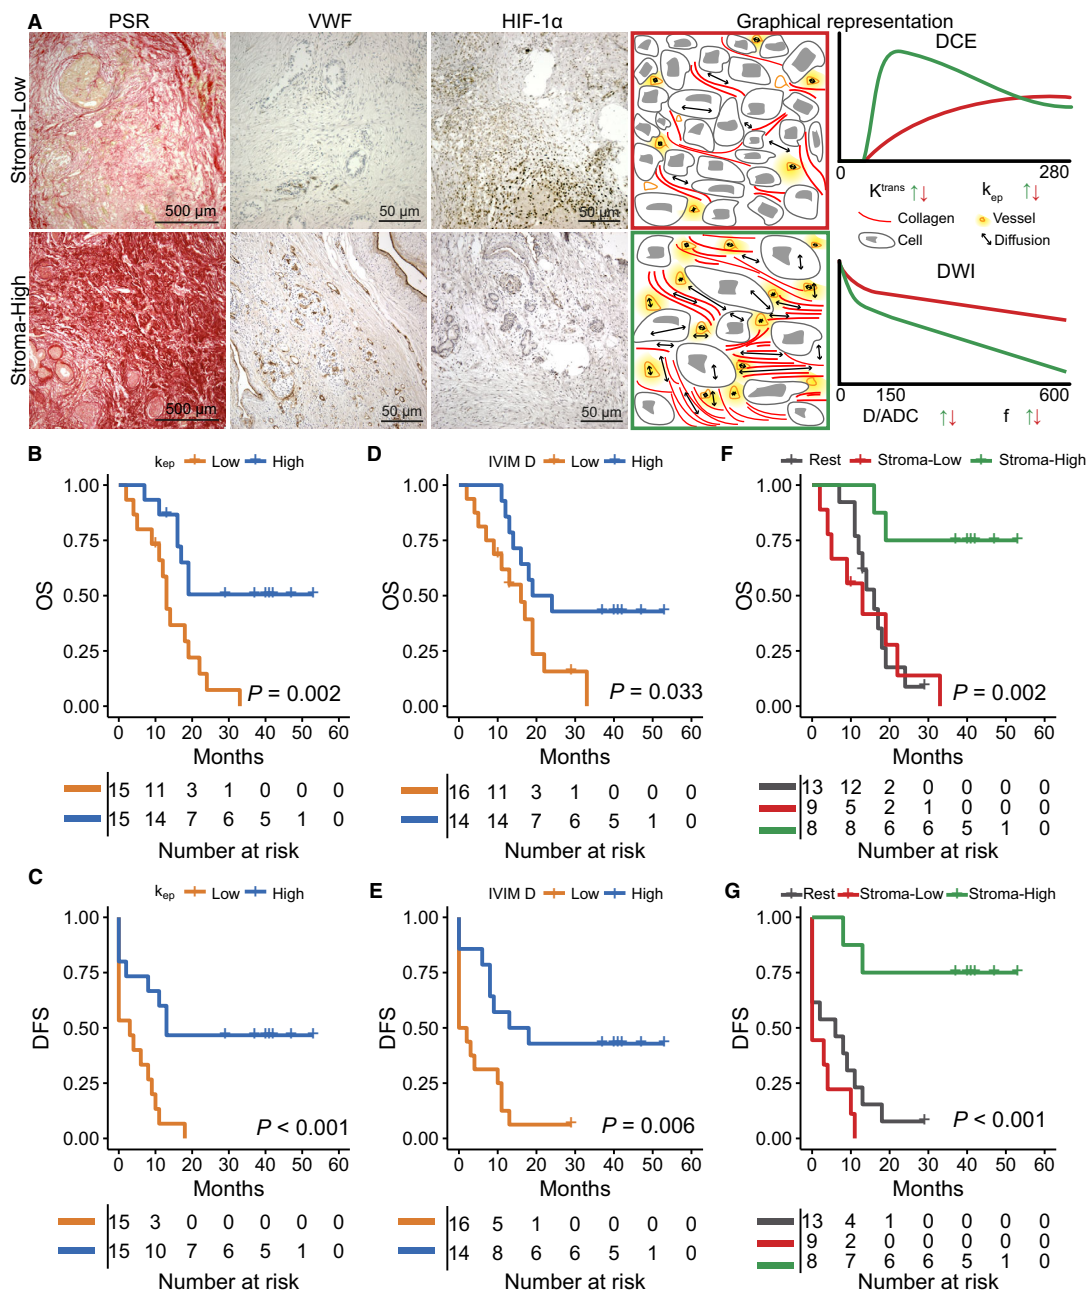 A
PSR
VWF
HIF-1α
Graphical representation
Stroma-Low
500 µm
50 µm
50 µm
DCE
0
280
Ktrans ↑↓ kep ↑↓
Collagen Vessel
Cell Diffusion
Stroma-High
500 µm
50 µm
50 µm
DWI
0 150 600
D/ADC ↑↓ f ↑↓
B
kep Low High
1.00
0.75
0.50
0.25
0.00
OS
P = 0.002
0 10 20 30 40 50 60
Months
15 11 3 1 0 0 0
15 14 7 6 5 1 0
Number at risk
D
IVIM D Low High
1.00
0.75
0.50
0.25
0.00
OS
P = 0.033
0 10 20 30 40 50 60
Months
16 11 3 1 0 0 0
14 14 7 6 5 1 0
Number at risk
F
Rest Stroma-Low Stroma-High
1.00
0.75
0.50
0.25
0.00
OS
P = 0.002
0 10 20 30 40 50 60
Months
13 12 2 0 0 0 0
9 5 2 1 0 0 0
8 8 6 6 5 1 0
Number at risk
C
kep Low High
1.00
0.75
0.50
0.25
0.00
DFS
P < 0.001
0 10 20 30 40 50 60
Months
15 3 0 0 0 0 0
15 10 7 6 5 1 0
Number at risk
E
IVIM D Low High
1.00
0.75
0.50
0.25
0.00
DFS
P = 0.006
0 10 20 30 40 50 60
Months
16 5 1 0 0 0 0
14 8 6 6 5 1 0
Number at risk
G
Rest Stroma-Low Stroma-High
1.00
0.75
0.50
0.25
0.00
DFS
P < 0.001
0 10 20 30 40 50 60
Months
13 4 1 0 0 0 0
9 2 0 0 0 0 0
8 7 6 6 5 1 0
Number at risk